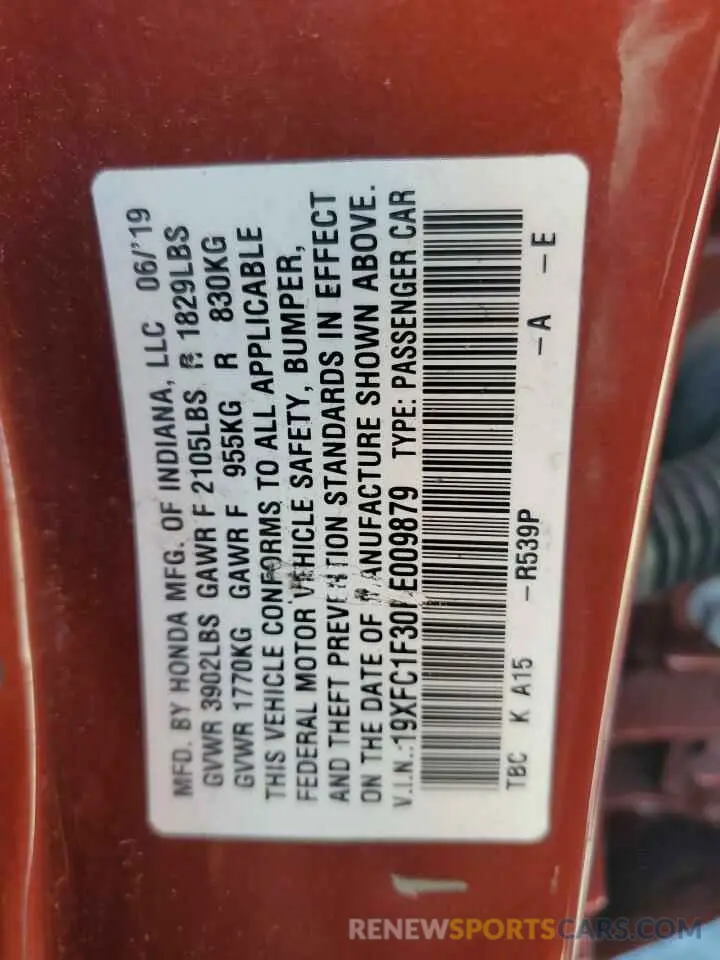 MFD. BY HONDA MFG. OF INDIANA, LLC 06/'19
GVWR 3902LBS GAWR F 2105LBS R 1829LBS
GVWR 1770KG GAWR F 955KG R 830KG
THIS VEHICLE CONFORMS TO ALL APPLICABLE
FEDERAL MOTOR VEHICLE SAFETY, BUMPER,
AND THEFT PREVENTION STANDARDS IN EFFECT
ON THE DATE OF MANUFACTURE SHOWN ABOVE.
V.I.N.: TYPE: PASSENGER CAR
TBC K A15 -R539P -A -E
1
RENEWSPORTSCARS.COM